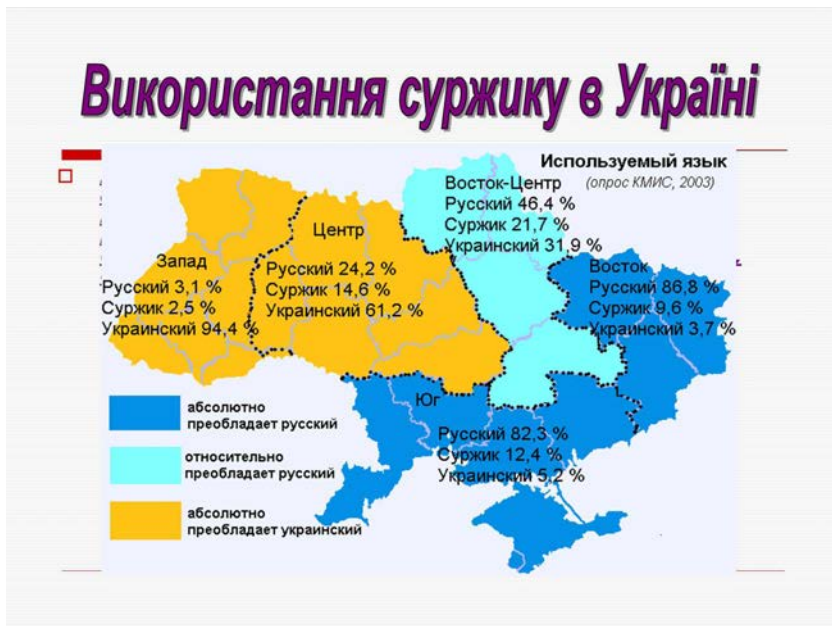 Використання суржику в Україні
Используемый язык
(опрос КМИС, 2003)
Восток-Центр
Русский 46,4 %
Суржик 21,7 %
Украинский 31,9 %
Центр
Русский 24,2 %
Суржик 14,6 %
Украинский 61,2 %
Запад
Русский 3,1 %
Суржик 2,5 %
Украинский 94,4 %
Восток
Русский 86,8 %
Суржик 9,6 %
Украинский 3,7 %
Юг
Русский 82,3 %
Суржик 12,4 %
Украинский 5,2 %
абсолютно
преобладает русский
относительно
преобладает русский
абсолютно
преобладает украинский